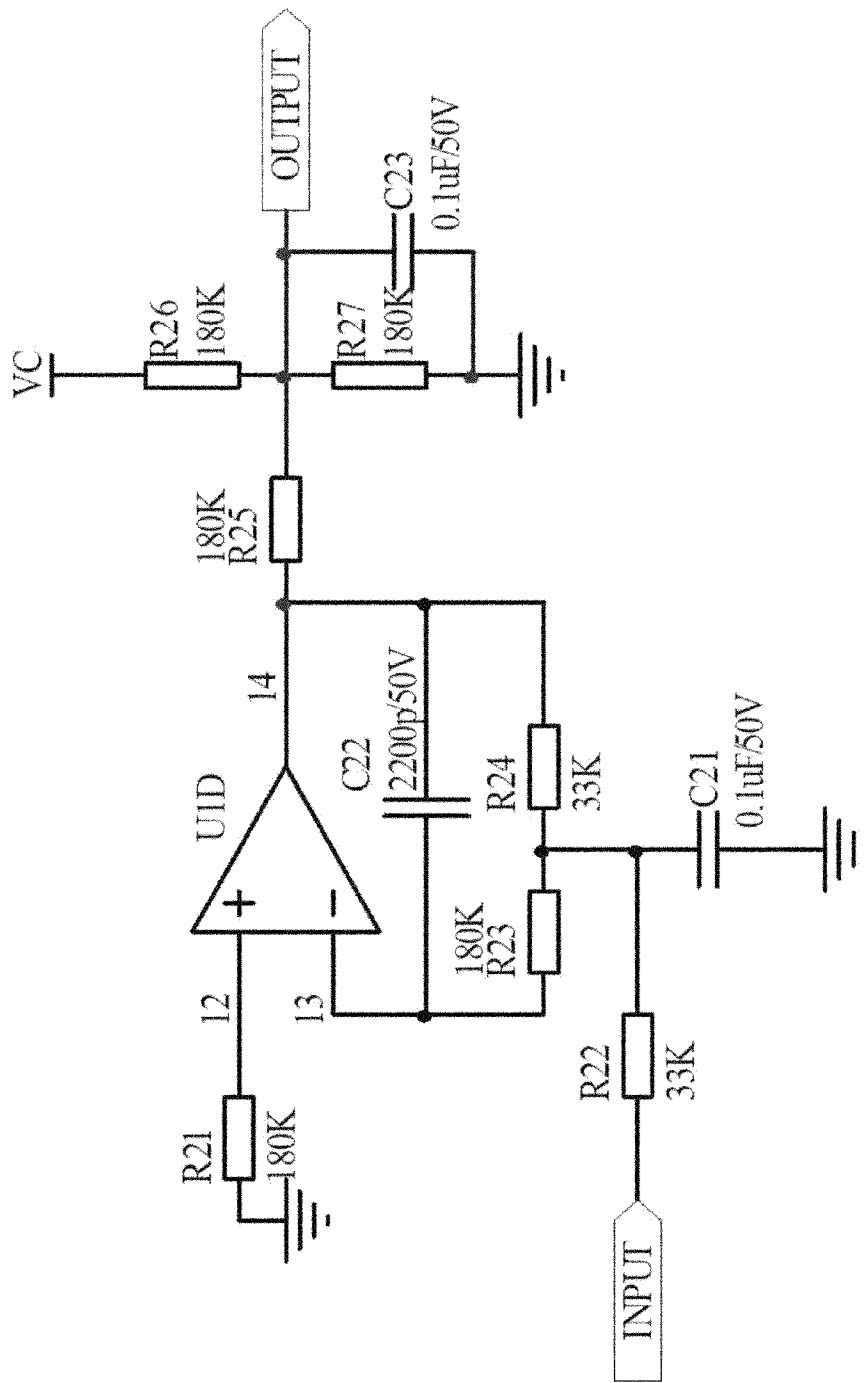 VC
R26
180K
OUTPUT
180K
R25
R27
180K
C23
0.1uF/50V
U1D
14
+
12
−
13
R21
180K
C22
2200p/50V
R24
33K
180K
R23
R22
33K
C21
0.1uF/50V
INPUT